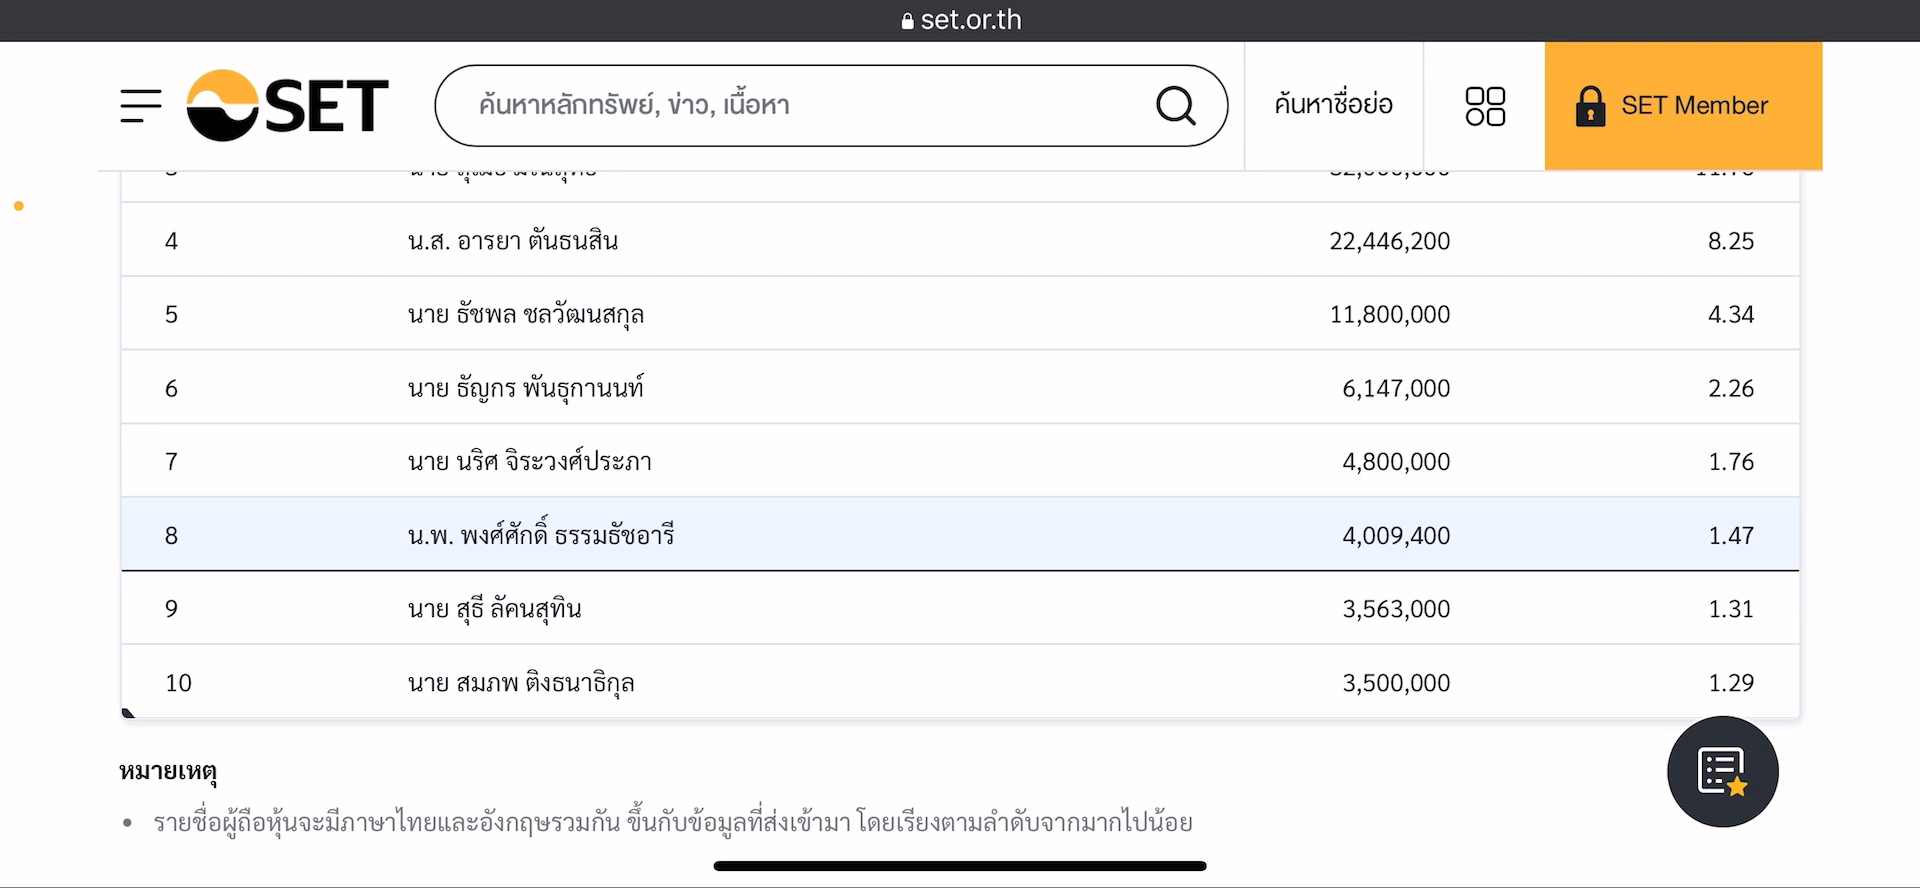 set.or.th
SET
ค้นหาหลักทรัพย์, ข่าว, เนื้อหา
ค้นหาชื่อย่อ
SET Member
4 น.ส. อารยา ตันธนสิน 22,446,200 8.25
5 นาย ธัชพล ชลวัฒนสกุล 11,800,000 4.34
6 นาย ธัญกร พันธุกานนท์ 6,147,000 2.26
7 นาย นริศ จิระวงศ์ประภา 4,800,000 1.76
8 น.พ. พงศ์ศักดิ์ ธรรมธัชอารี 4,009,400 1.47
9 นาย สุธี ลัคนสุทิน 3,563,000 1.31
10 นาย สมภพ ติงธนาธิกุล 3,500,000 1.29
หมายเหตุ
• รายชื่อผู้ถือหุ้นจะมีภาษาไทยและอังกฤษรวมกัน ขึ้นกับข้อมูลที่ส่งเข้ามา โดยเรียงตามลำดับจากมากไปน้อย